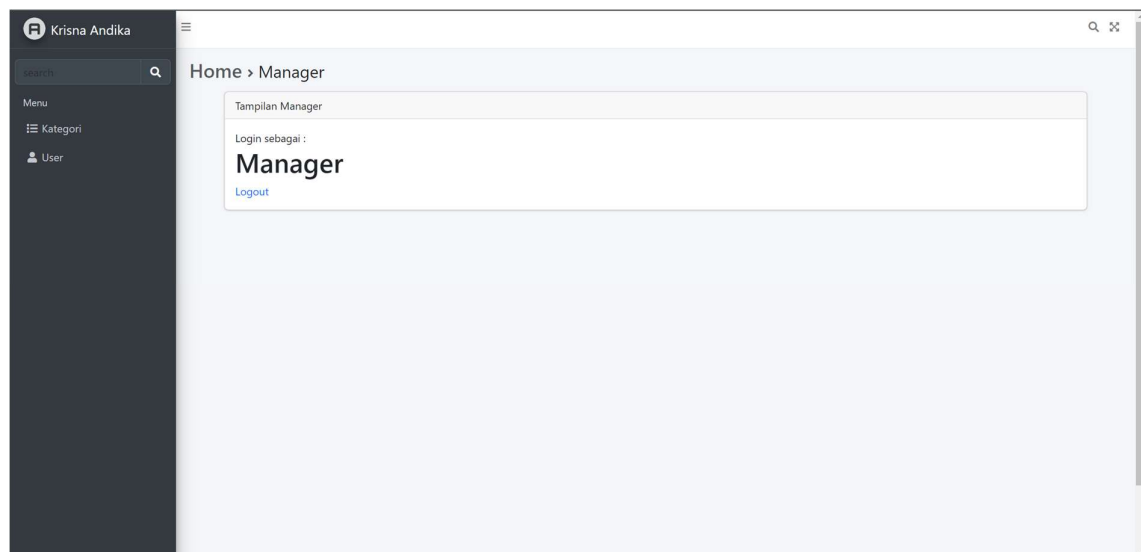 Krisna Andika
search
Menu
Kategori
User
Home › Manager
Tampilan Manager
Login sebagai :
Manager
Logout